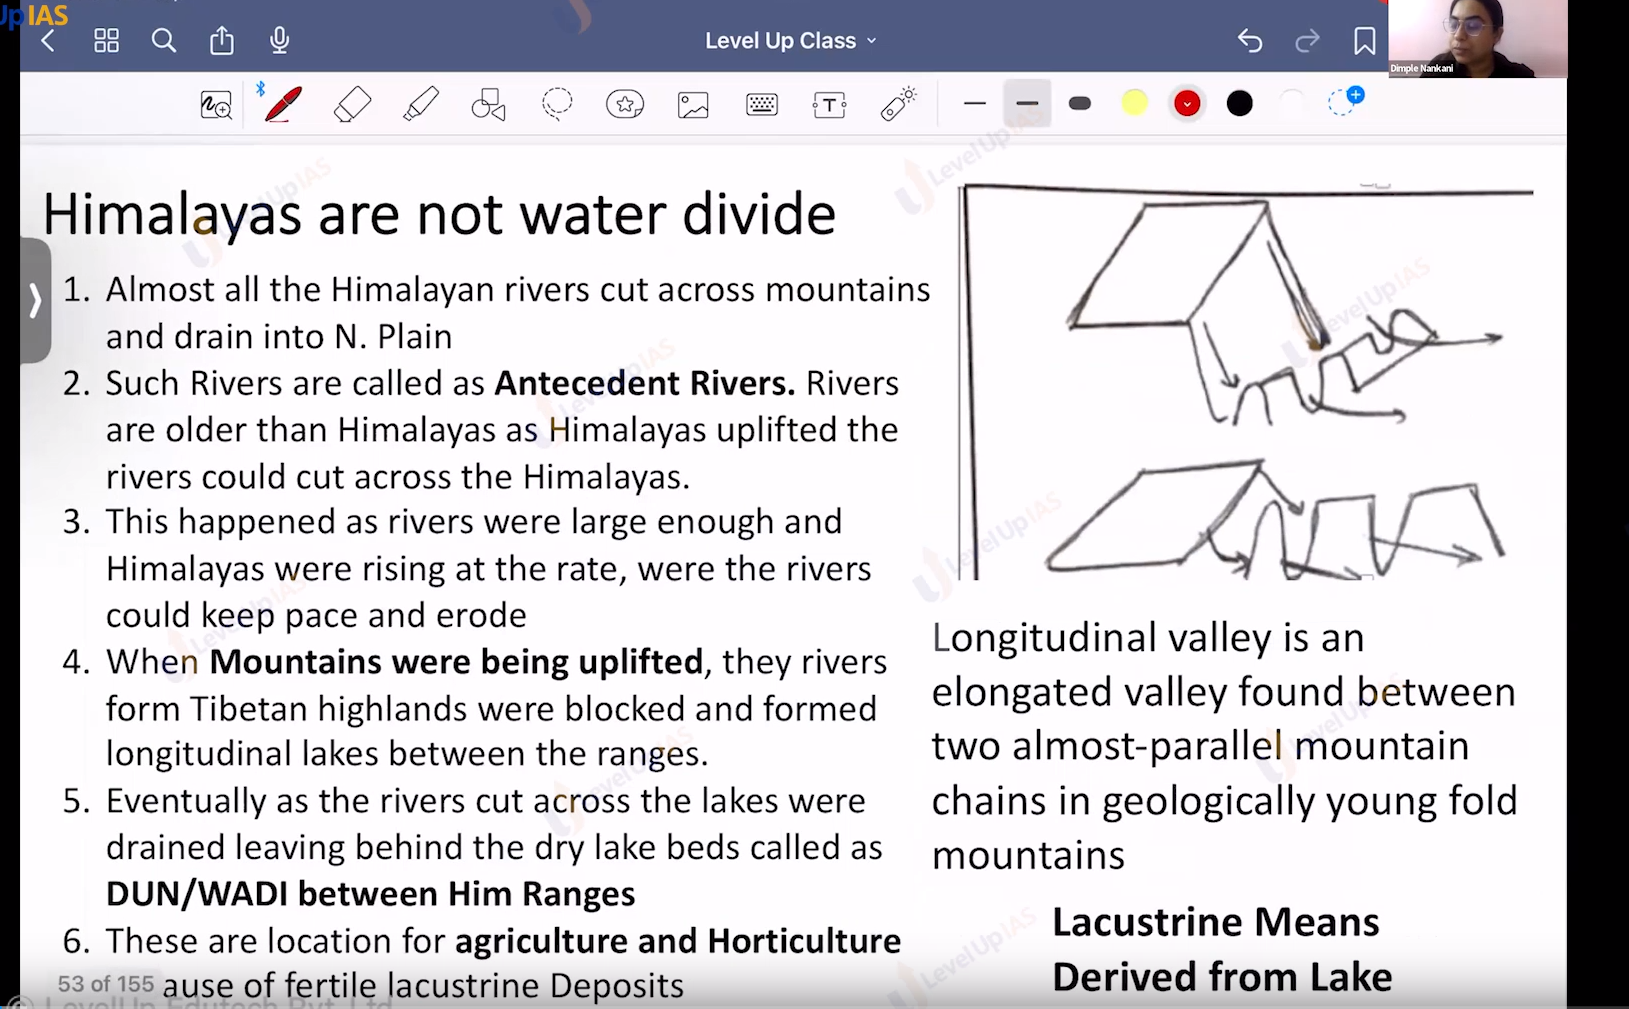 UpIAS
Level Up Class
Dimple Nankani
T
Himalayas are not water divide
1. Almost all the Himalayan rivers cut across mountains
and drain into N. Plain
2. Such Rivers are called as Antecedent Rivers. Rivers
are older than Himalayas as Himalayas uplifted the
rivers could cut across the Himalayas.
3. This happened as rivers were large enough and
Himalayas were rising at the rate, were the rivers
could keep pace and erode
4. When Mountains were being uplifted, they rivers
form Tibetan highlands were blocked and formed
longitudinal lakes between the ranges.
5. Eventually as the rivers cut across the lakes were
drained leaving behind the dry lake beds called as
DUN/WADI between Him Ranges
6. These are location for agriculture and Horticulture
ause of fertile lacustrine Deposits
53 of 155
Longitudinal valley is an
elongated valley found between
two almost-parallel mountain
chains in geologically young fold
mountains
Lacustrine Means
Derived from Lake
LevelUpIAS
© LevelUp Edutech Pvt. Ltd